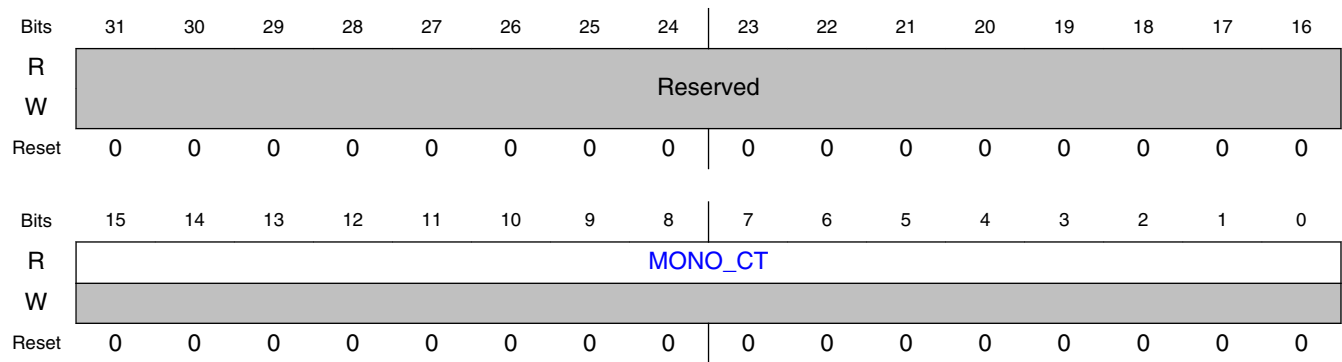 Bits 31 30 29 28 27 26 25 24 23 22 21 20 19 18 17 16
R
Reserved
W
Reset 0 0 0 0 0 0 0 0 0 0 0 0 0 0 0 0
Bits 15 14 13 12 11 10 9 8 7 6 5 4 3 2 1 0
R MONO_CT
W
Reset 0 0 0 0 0 0 0 0 0 0 0 0 0 0 0 0